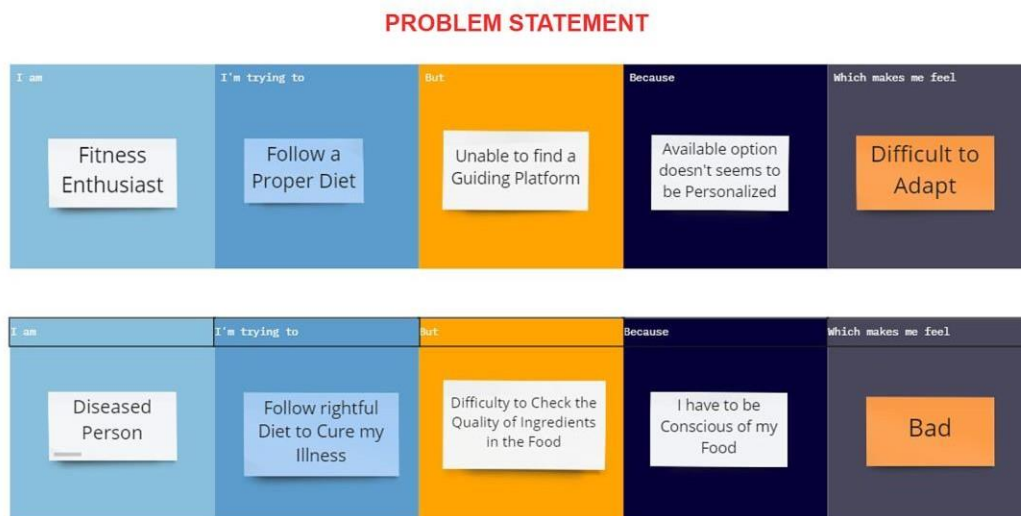 PROBLEM STATEMENT
I am
I'm trying to
But
Because
Which makes me feel
Fitness
Enthusiast
Follow a
Proper Diet
Unable to find a
Guiding Platform
Available option
doesn't seems to
be Personalized
Difficult to
Adapt
I am
I'm trying to
But
Because
Which makes me feel
Diseased
Person
Follow rightful
Diet to Cure my
Illness
Difficulty to Check the
Quality of Ingredients
in the Food
I have to be
Conscious of my
Food
Bad